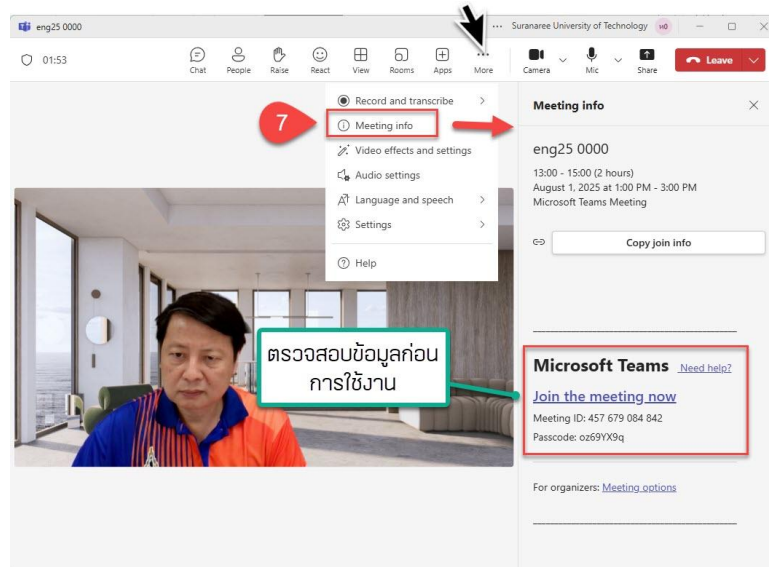 eng25 0000
Suranaree University of Technology
01:53
Chat
People
Raise
React
View
Rooms
Apps
More
Camera
Mic
Share
Leave
7
Record and transcribe
Meeting info
Video effects and settings
Audio settings
Language and speech
Settings
Help
ตรวจสอบข้อมูลก่อน
การใช้งาน
Meeting info
eng25 0000
13:00 - 15:00 (2 hours)
August 1, 2025 at 1:00 PM - 3:00 PM
Microsoft Teams Meeting
Copy join info
Microsoft Teams Need help?
Join the meeting now
Meeting ID: 457 679 084 842
Passcode: oz69YX9q
For organizers: Meeting options